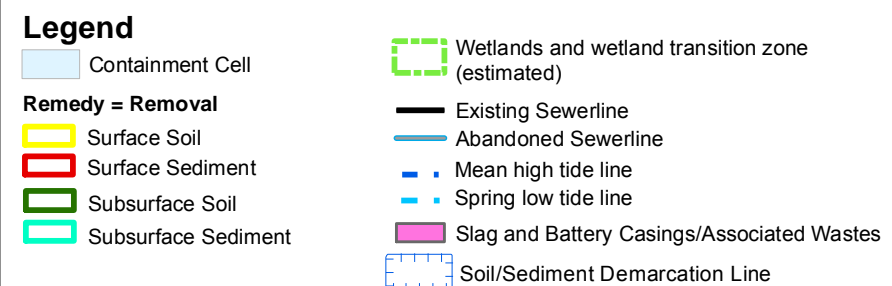 Legend
Containment Cell
Remedy = Removal
Surface Soil
Surface Sediment
Subsurface Soil
Subsurface Sediment
Wetlands and wetland transition zone
(estimated)
Existing Sewerline
Abandoned Sewerline
Mean high tide line
Spring low tide line
Slag and Battery Casings/Associated Wastes
Soil/Sediment Demarcation Line